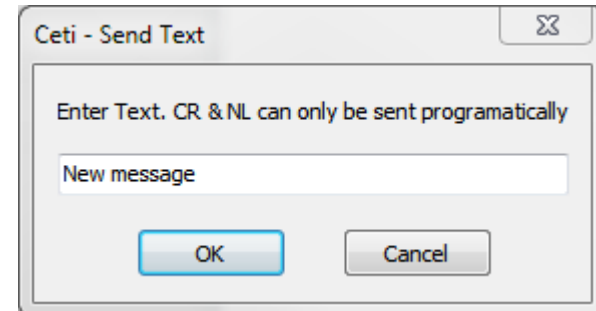 Ceti - Send Text
Enter Text. CR & NL can only be sent programatically
New message
OK
Cancel